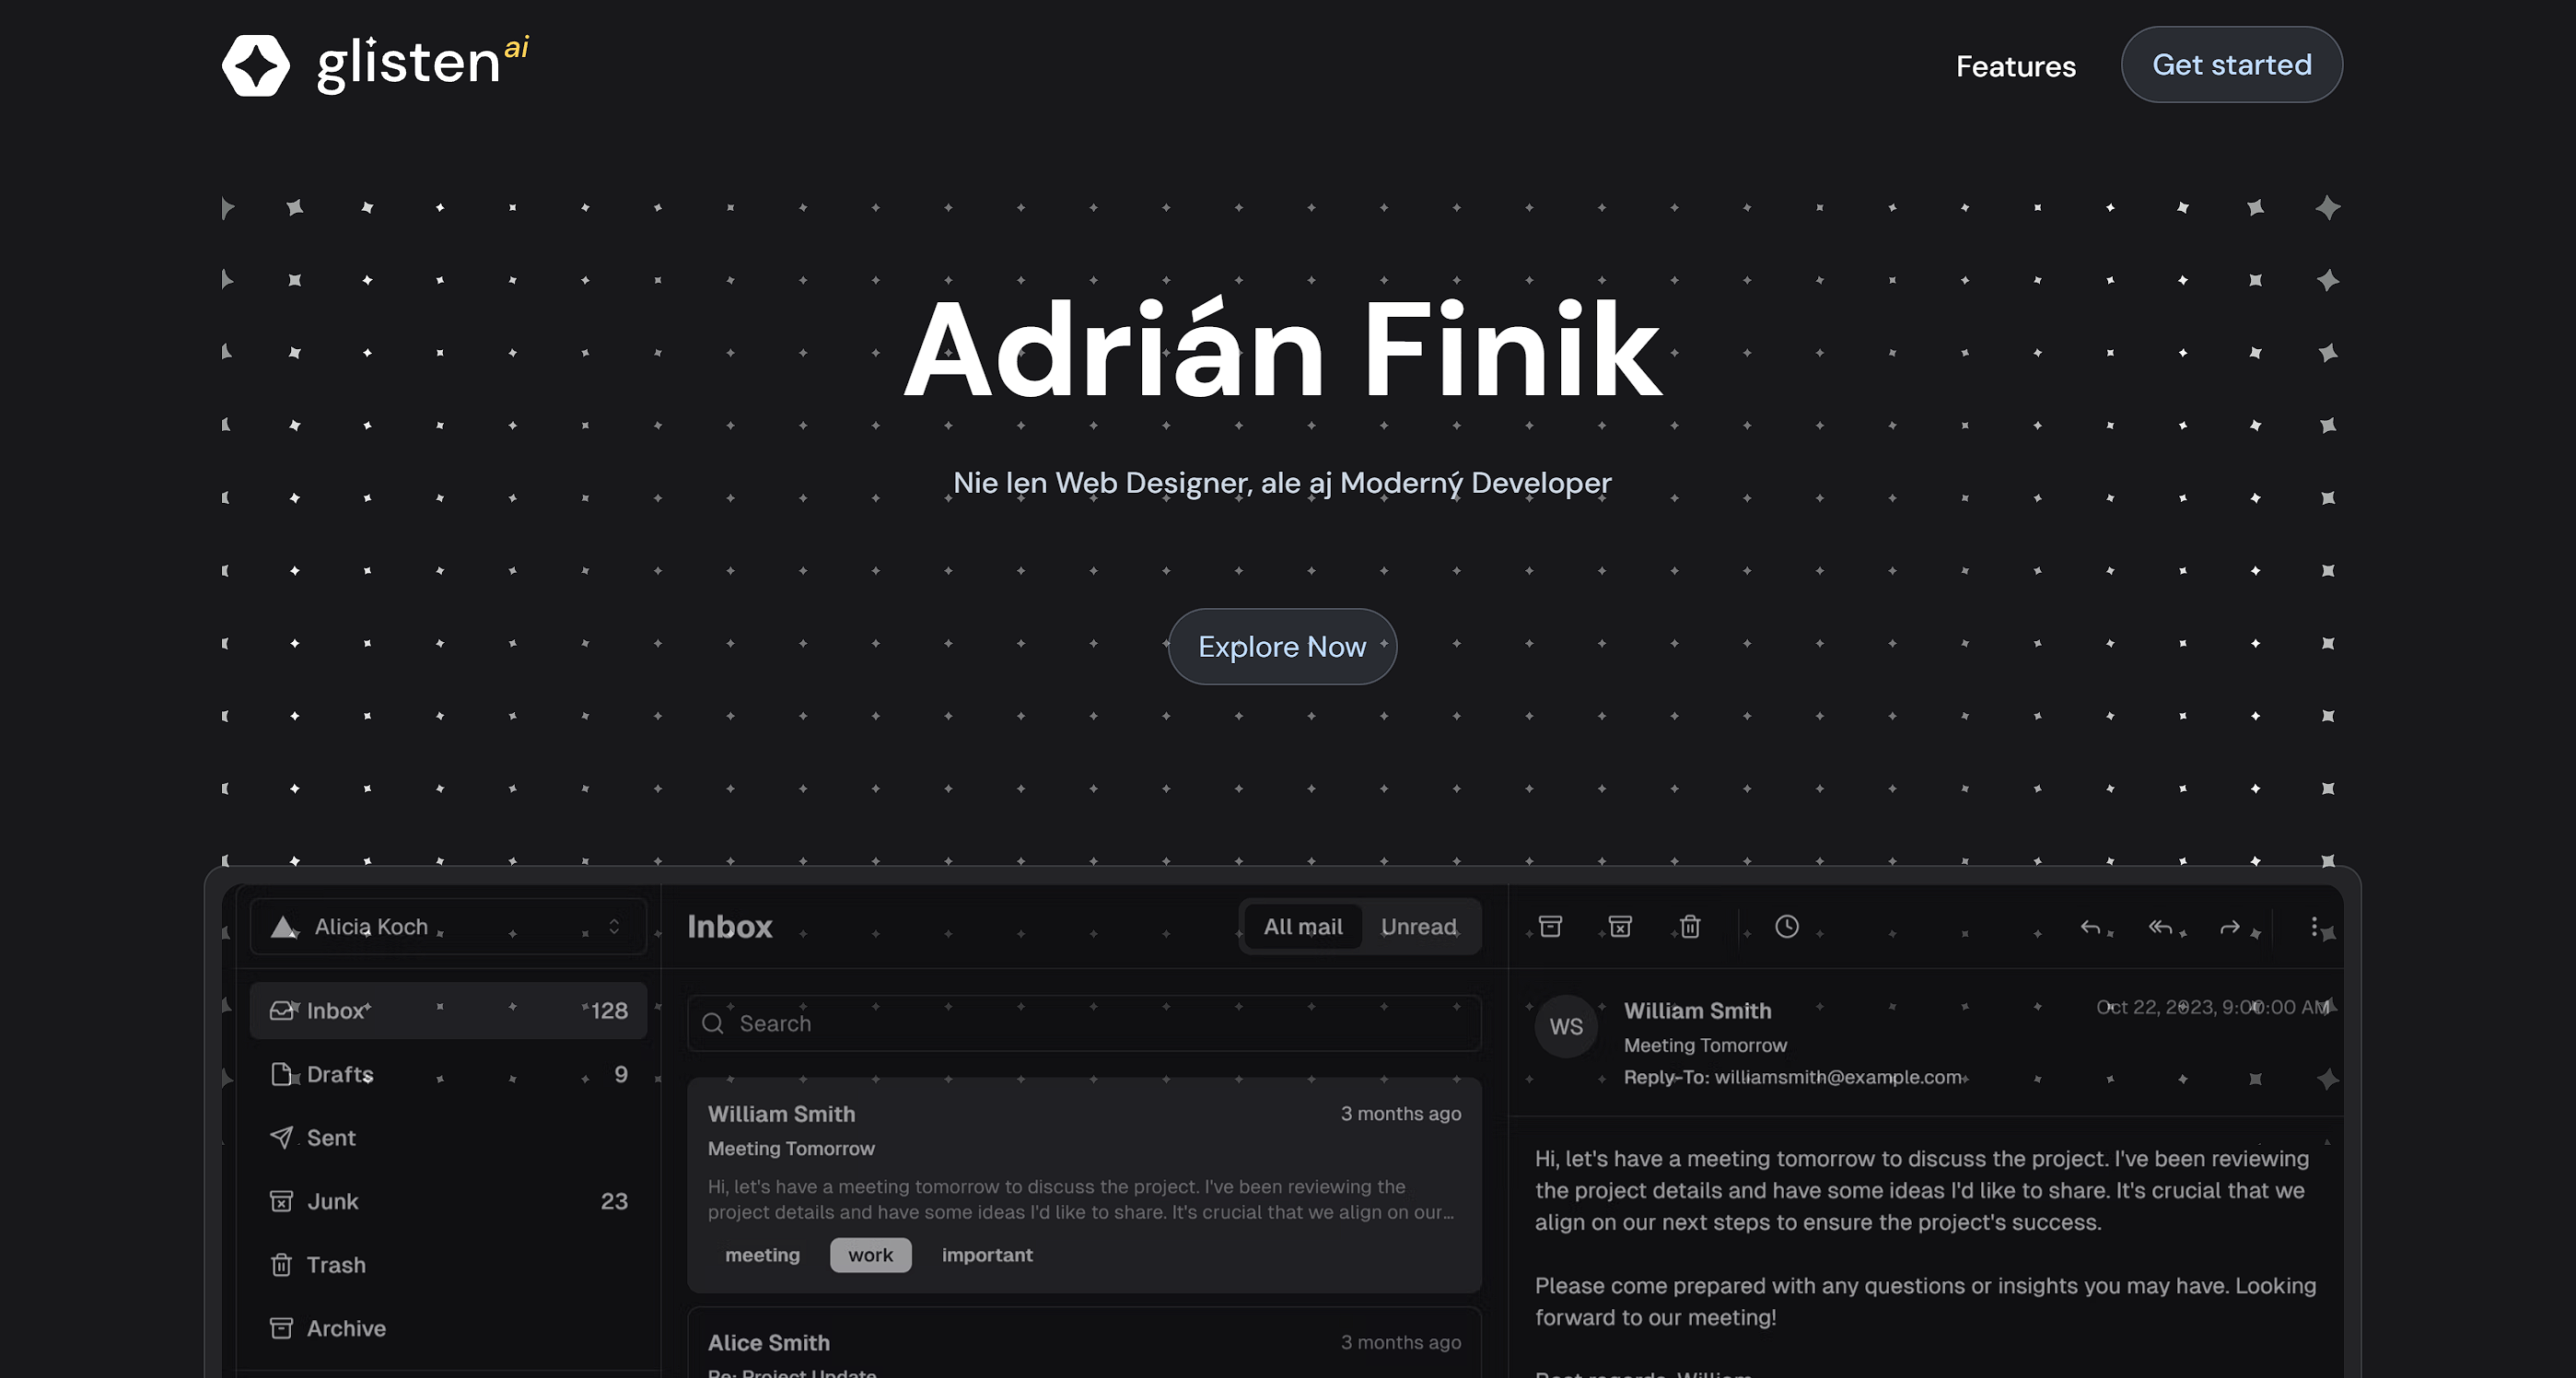 glisten ai
Features
Get started
Adrián Finik
Nie len Web Designer, ale aj Moderný Developer
Explore Now
Alicia Koch
Inbox 128
Drafts 9
Sent
Junk 23
Trash
Archive
Inbox
All mail
Unread
Search
William Smith
3 months ago
Meeting Tomorrow
Hi, let's have a meeting tomorrow to discuss the project. I've been reviewing the
project details and have some ideas I'd like to share. It's crucial that we align on our...
meeting work important
Alice Smith
3 months ago
Re: Project Update
WS
William Smith
Oct 22, 2023, 9:00:00 AM
Meeting Tomorrow
Reply-To: williamsmith@example.com
Hi, let's have a meeting tomorrow to discuss the project. I've been reviewing
the project details and have some ideas I'd like to share. It's crucial that we
align on our next steps to ensure the project's success.
Please come prepared with any questions or insights you may have. Looking
forward to our meeting!
Best regards, William